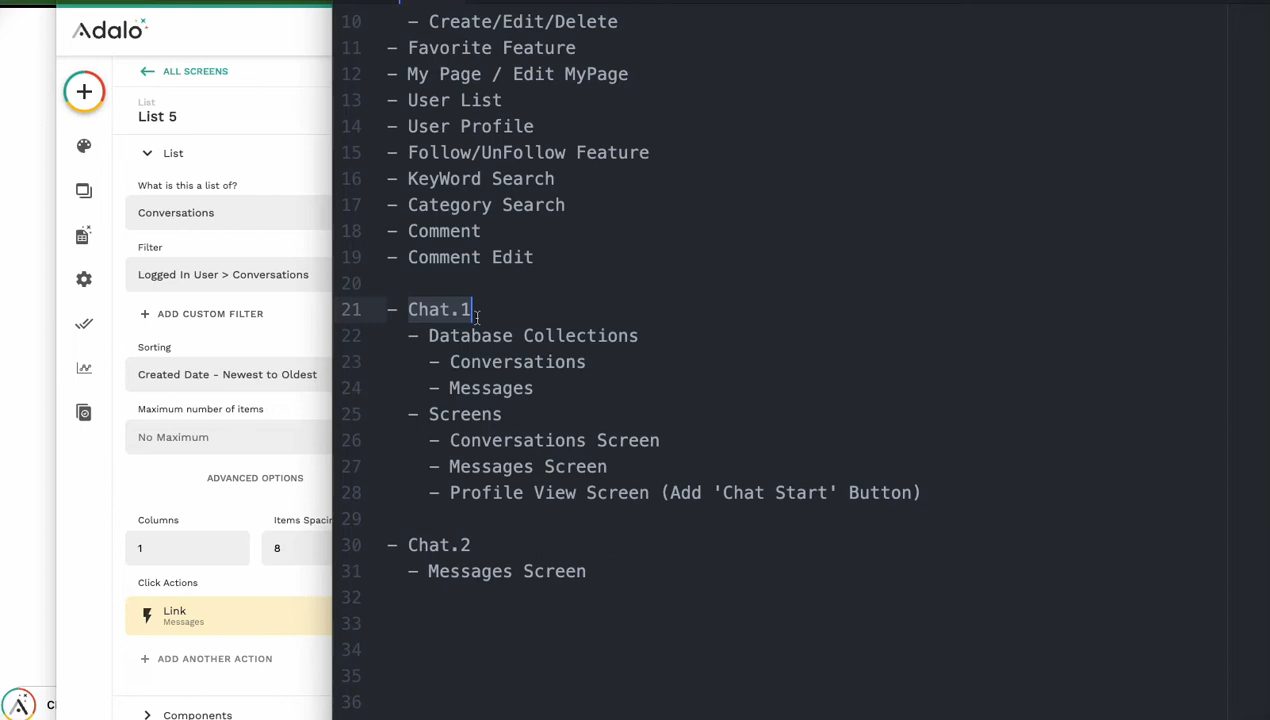 Adalo
ALL SCREENS
List
List 5
List
What is this a list of?
Conversations
Filter
Logged In User > Conversations
+ ADD CUSTOM FILTER
Sorting
Created Date - Newest to Oldest
Maximum number of items
No Maximum
ADVANCED OPTIONS
Columns
Items Spacin
1
8
Click Actions
Link
Messages
+ ADD ANOTHER ACTION
Components
10 - Create/Edit/Delete
11 - Favorite Feature
12 - My Page / Edit MyPage
13 - User List
14 - User Profile
15 - Follow/UnFollow Feature
16 - KeyWord Search
17 - Category Search
18 - Comment
19 - Comment Edit
20
21 - Chat.1
22 - Database Collections
23 - Conversations
24 - Messages
25 - Screens
26 - Conversations Screen
27 - Messages Screen
28 - Profile View Screen (Add 'Chat Start' Button)
29
30 - Chat.2
31 - Messages Screen
32
33
34
35
36